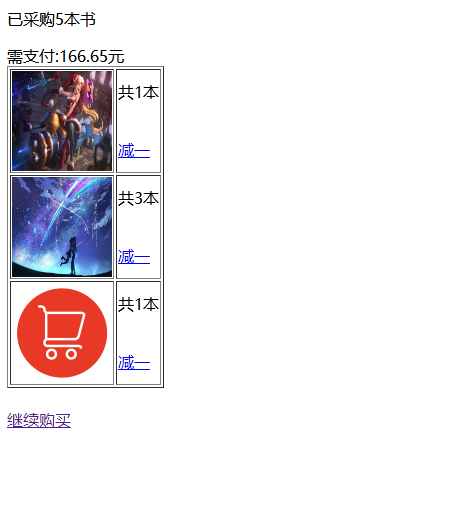 已采购5本书
需支付:166.65元
共1本
减一
共3本
减一
共1本
减一
继续购买